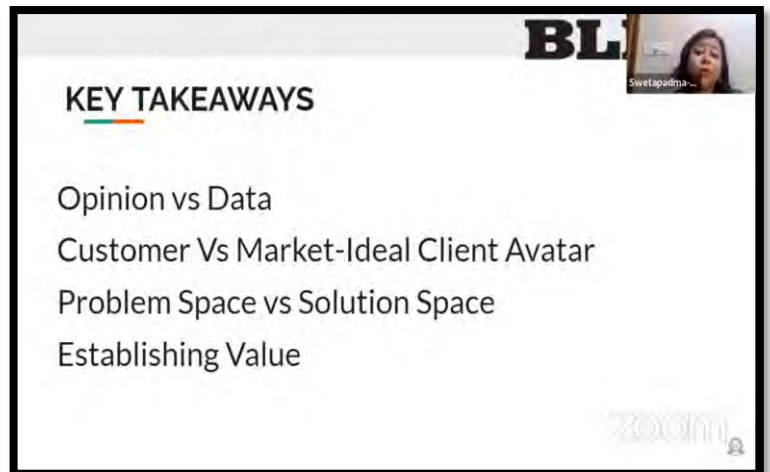 BLI
Swetapadma-...
KEY TAKEAWAYS
Opinion vs Data
Customer Vs Market-Ideal Client Avatar
Problem Space vs Solution Space
Establishing Value
zoom